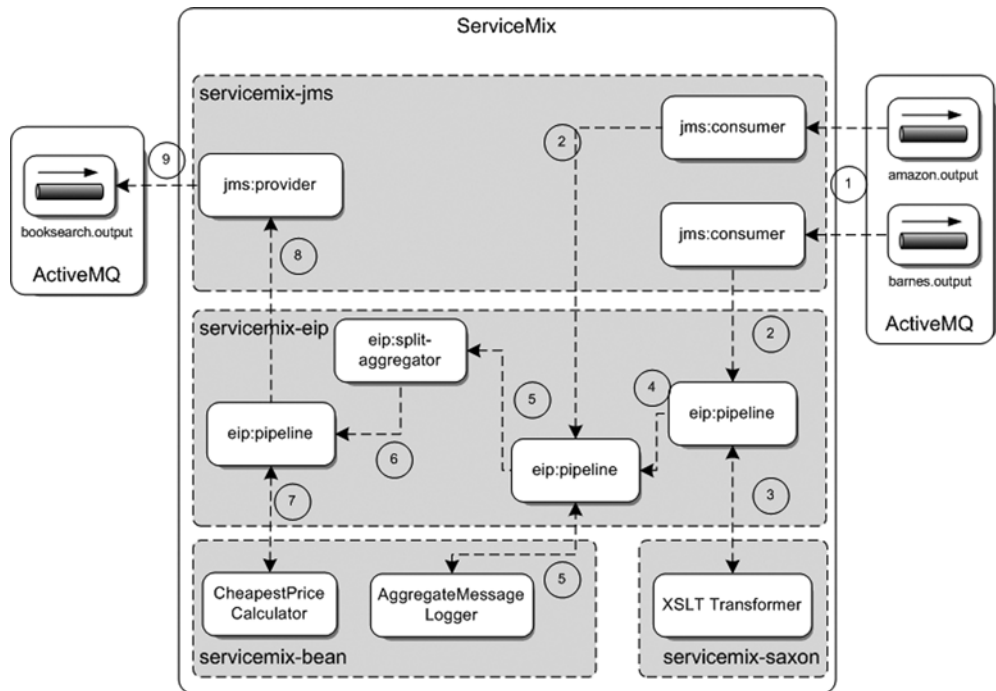 ServiceMix
servicemix-jms
jms:consumer
2
amazon.output
1
9
jms:provider
booksearch.output
jms:consumer
ActiveMQ
8
barnes.output
servicemix-eip
ActiveMQ
eip:split-
aggregator
2
4
5
eip:pipeline
eip:pipeline
6
eip:pipeline
7
3
5
CheapestPrice
Calculator
AggregateMessage
Logger
XSLT Transformer
servicemix-bean
servicemix-saxon